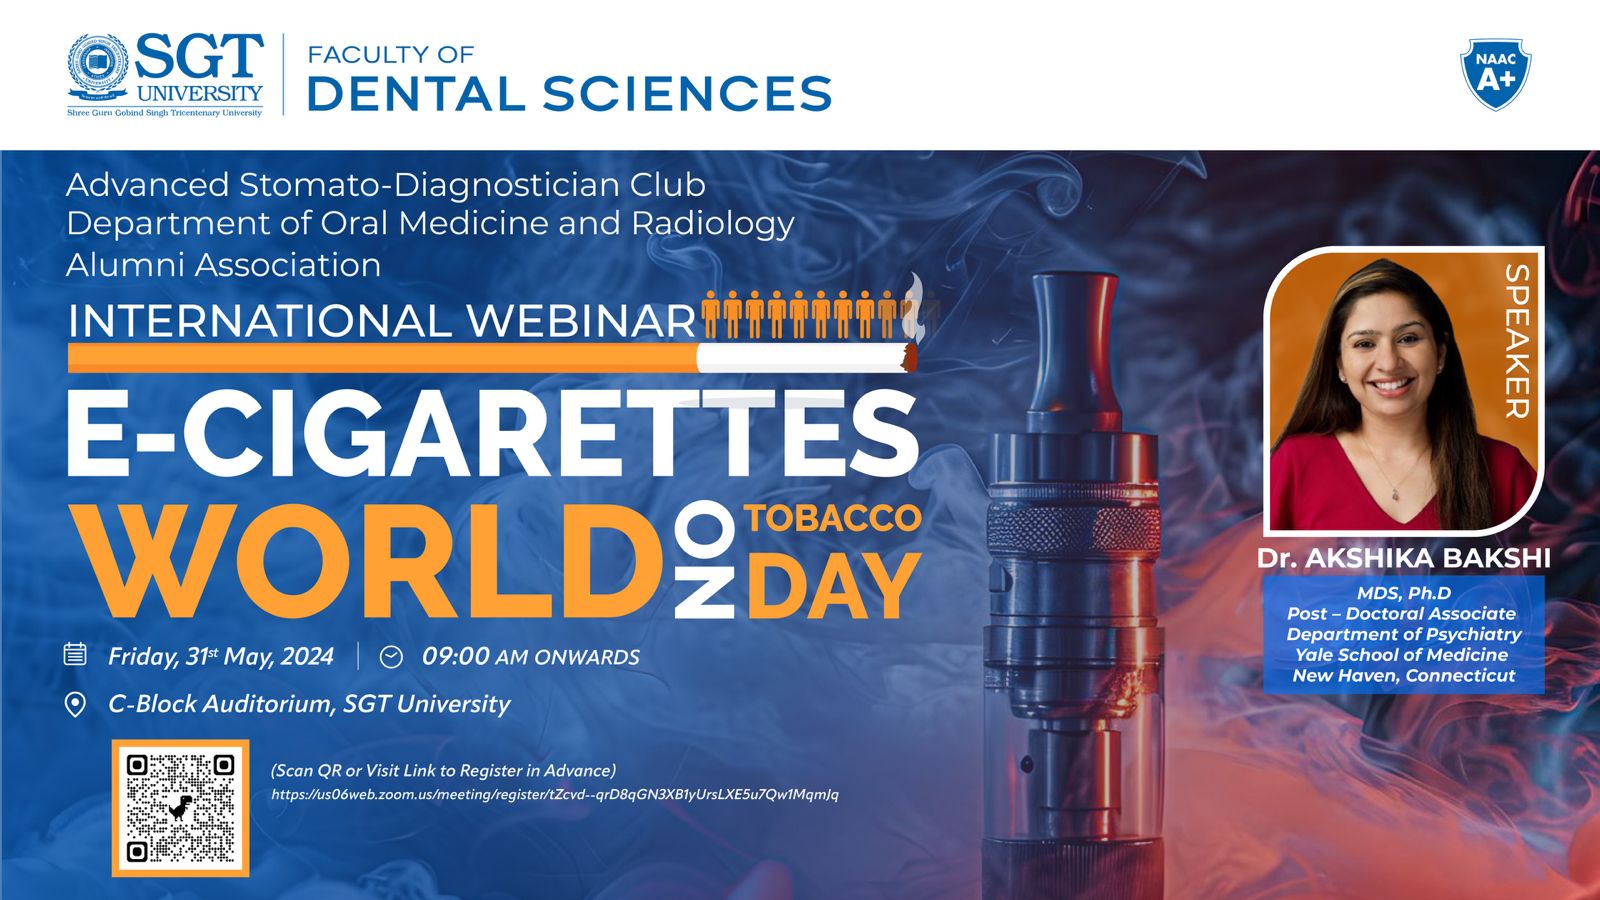 SGT
UNIVERSITY
Shree Guru Gobind Singh Tricentenary University
FACULTY OF
DENTAL SCIENCES
NAAC
A+
Advanced Stomato-Diagnostician Club
Department of Oral Medicine and Radiology
Alumni Association
INTERNATIONAL WEBINAR
E-CIGARETTES
WORLD NO TOBACCO DAY
Friday, 31st May, 2024 | 09:00 AM ONWARDS
C-Block Auditorium, SGT University
(Scan QR or Visit Link to Register in Advance)
https://us06web.zoom.us/meeting/register/tZcvd--qrD8qGN3XB1yUrsLXE5u7Qw1MqmJq
SPEAKER
Dr. AKSHIKA BAKSHI
MDS, Ph.D
Post – Doctoral Associate
Department of Psychiatry
Yale School of Medicine
New Haven, Connecticut